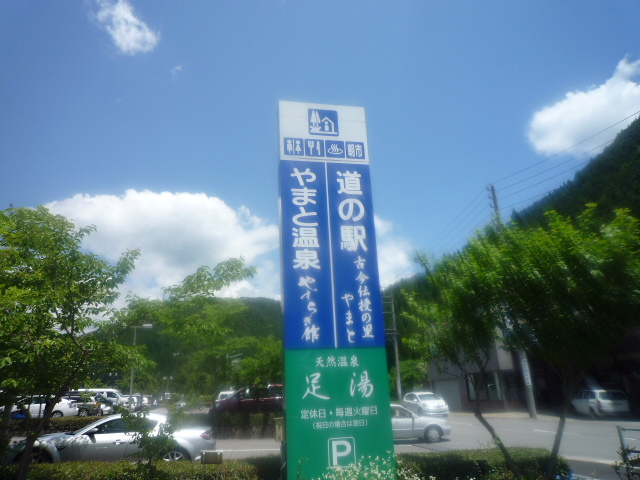 朝市
道の駅
古今伝授の里
やまと
やまと温泉
やすらぎ館
天然温泉
足湯
定休日・毎週火曜日
(祝日の場合は翌日)
P